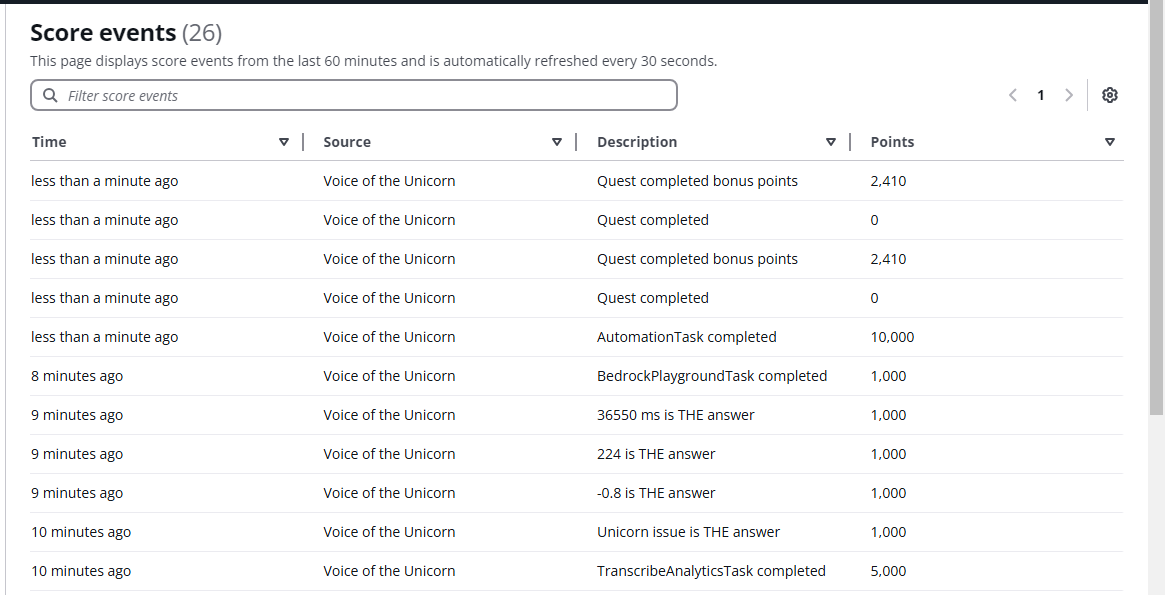 Score events (26)
This page displays score events from the last 60 minutes and is automatically refreshed every 30 seconds.
Filter score events
1
Time Source Description Points
less than a minute ago Voice of the Unicorn Quest completed bonus points 2,410
less than a minute ago Voice of the Unicorn Quest completed 0
less than a minute ago Voice of the Unicorn Quest completed bonus points 2,410
less than a minute ago Voice of the Unicorn Quest completed 0
less than a minute ago Voice of the Unicorn AutomationTask completed 10,000
8 minutes ago Voice of the Unicorn BedrockPlaygroundTask completed 1,000
9 minutes ago Voice of the Unicorn 36550 ms is THE answer 1,000
9 minutes ago Voice of the Unicorn 224 is THE answer 1,000
9 minutes ago Voice of the Unicorn -0.8 is THE answer 1,000
10 minutes ago Voice of the Unicorn Unicorn issue is THE answer 1,000
10 minutes ago Voice of the Unicorn TranscribeAnalyticsTask completed 5,000